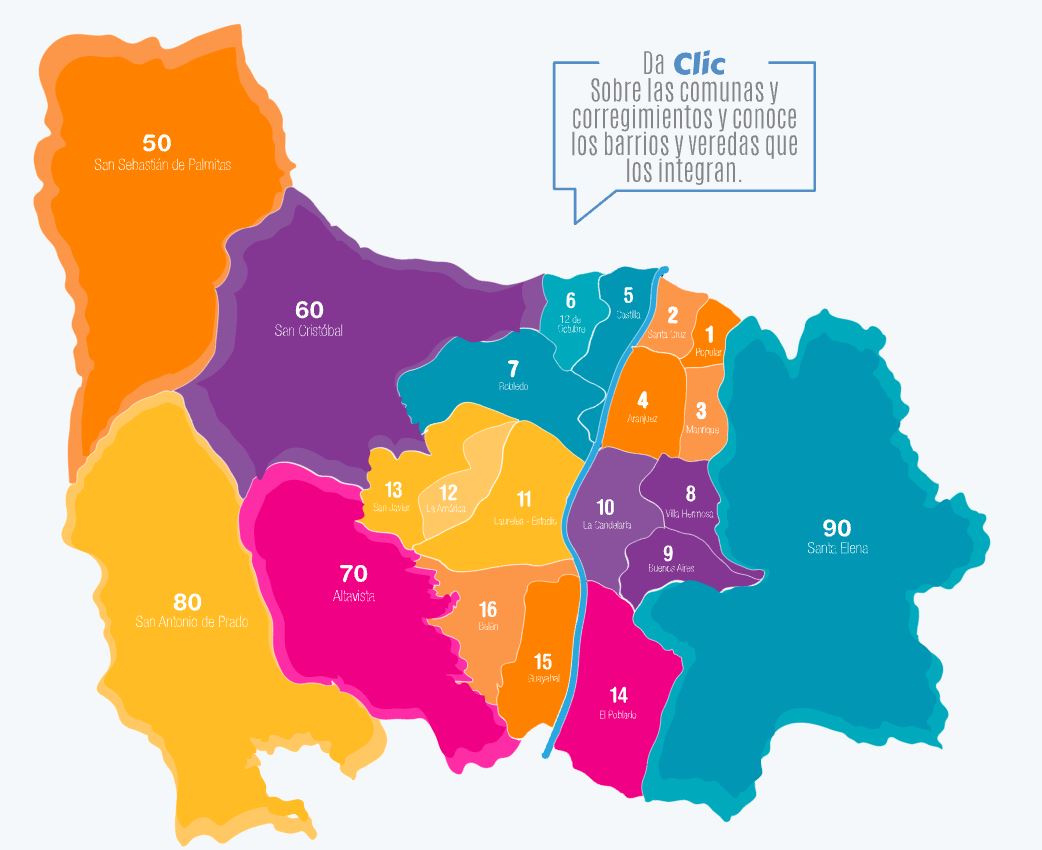 Da Clic
Sobre las comunas y
corregimientos y conoce
los barrios y veredas que
los integran.
50
San Sebastián de Palmitas
60
San Cristóbal
6
12 de
Octubre
5
Castilla
2
Santa Cruz
1
Popular
7
Robledo
4
Aranjuez
3
Manrique
13
San Javier
12
La América
11
Laureles - Estadio
10
La Candelaria
8
Villa Hermosa
9
Buenos Aires
90
Santa Elena
70
Altavista
80
San Antonio de Prado
16
Belén
15
Guayabal
14
El Poblado